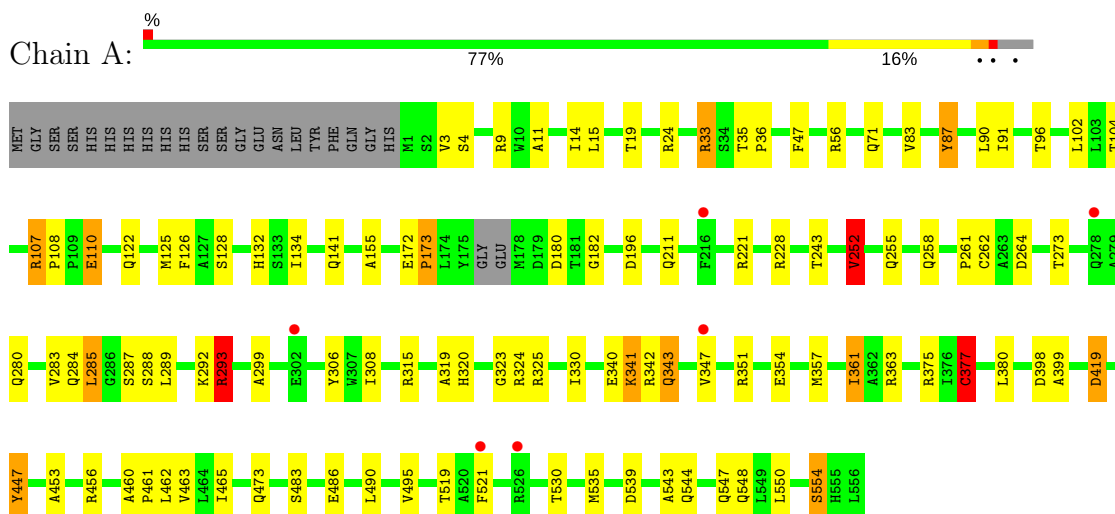 %
Chain A:
77% 16% • • •
MET GLY SER SER HIS HIS HIS HIS HIS HIS SER SER GLY GLU ASN LEU TYR PHE GLN GLY HIS M1 S2 V3 S4 R9 W10 A11 I14 L15 T19 R24 R33 S34 T35 P36 F47 R56 Q71 V83 Y87 L90 I91 T96 L102 L103 T104
R107 P108 P109 E110 Q122 M125 F126 A127 S128 H132 S133 I134 Q141 A155 E172 P173 L174 Y175 GLY GLU M178 D179 D180 T181 G182 D196 Q211 F216 R221 R228 T243 V252 Q255 Q258 P261 C262 A263 D264 T273 Q278 A279
Q280 V283 Q284 L285 G286 S287 S288 L289 K292 R293 A299 E302 Y306 W307 I308 R315 A319 H320 G323 R324 R325 I330 E340 K341 R342 Q343 V347 R351 E354 M357 I361 A362 R363 R375 I376 C377 L380 D398 A399 D419
Y447 A453 R456 A460 P461 L462 V463 L464 I465 Q473 S483 E486 L490 V495 T519 A520 F521 R526 T530 M535 D539 A543 Q544 Q547 Q548 L549 L550 S554 H555 L556